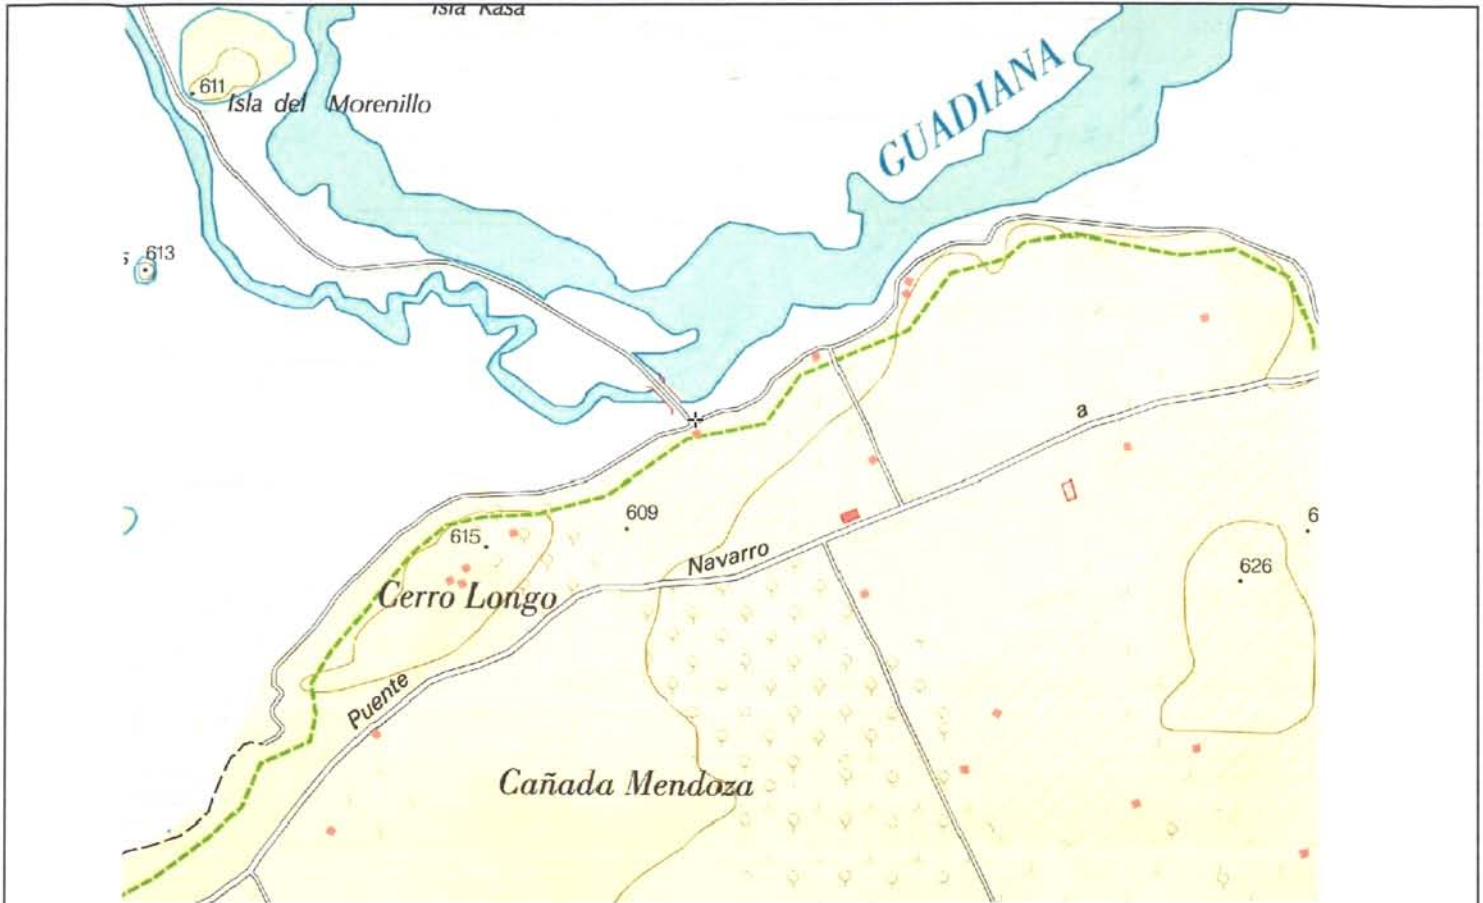 Isla Rasa
GUADIANA
611
Isla del Morenillo
s 613
a
609
615
Navarro
6
626
Cerro Longo
Puente
Cañada Mendoza